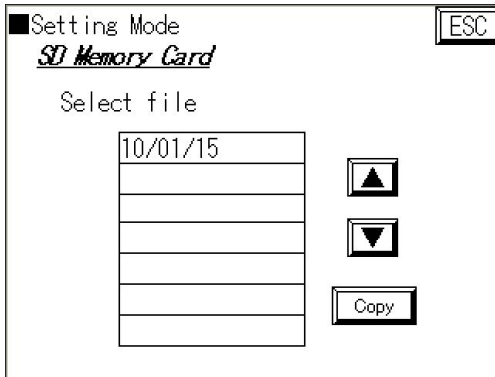 ■Setting Mode
ESC
SD Memory Card
Select file
10/01/15
▲
▼
Copy